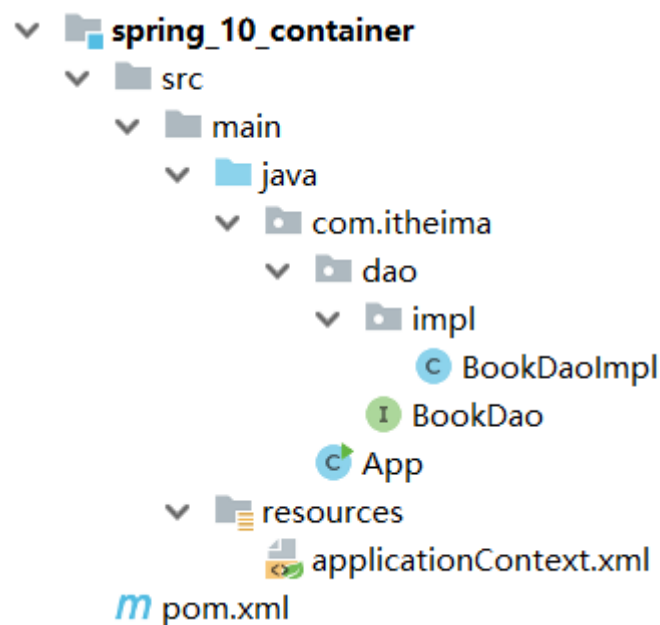 spring_10_container
src
main
java
com.itheima
dao
impl
C BookDaoImpl
I BookDao
C App
resources
applicationContext.xml
m pom.xml